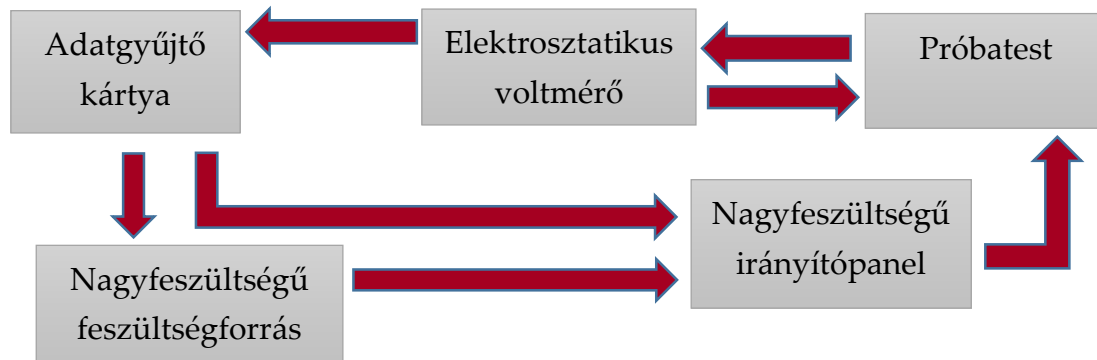 Adatgyűjtő
kártya
Elektrosztatikus
voltmérő
Próbatest
Nagyfeszültségű
irányítópanel
Nagyfeszültségű
feszültségforrás